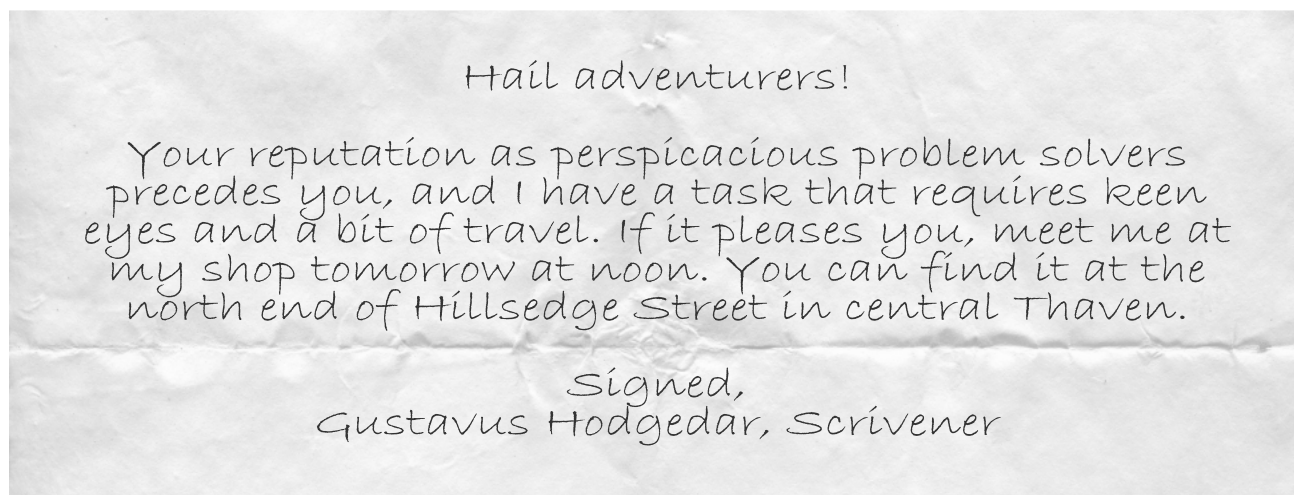 Hail adventurers!
Your reputation as perspicacious problem solvers
precedes you, and I have a task that requires keen
eyes and a bit of travel. If it pleases you, meet me at
my shop tomorrow at noon. You can find it at the
north end of Hillsedge Street in central Thaven.
Signed,
Gustavus Hodgedar, Scrivener